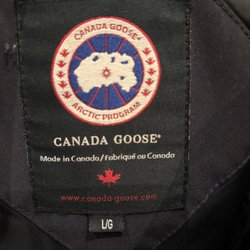 CANADA GOOSE
ARCTIC PROGRAM
CANADA GOOSE®
Made in Canada/Fabriqué au Canada
www.canada-goose.com
L/G